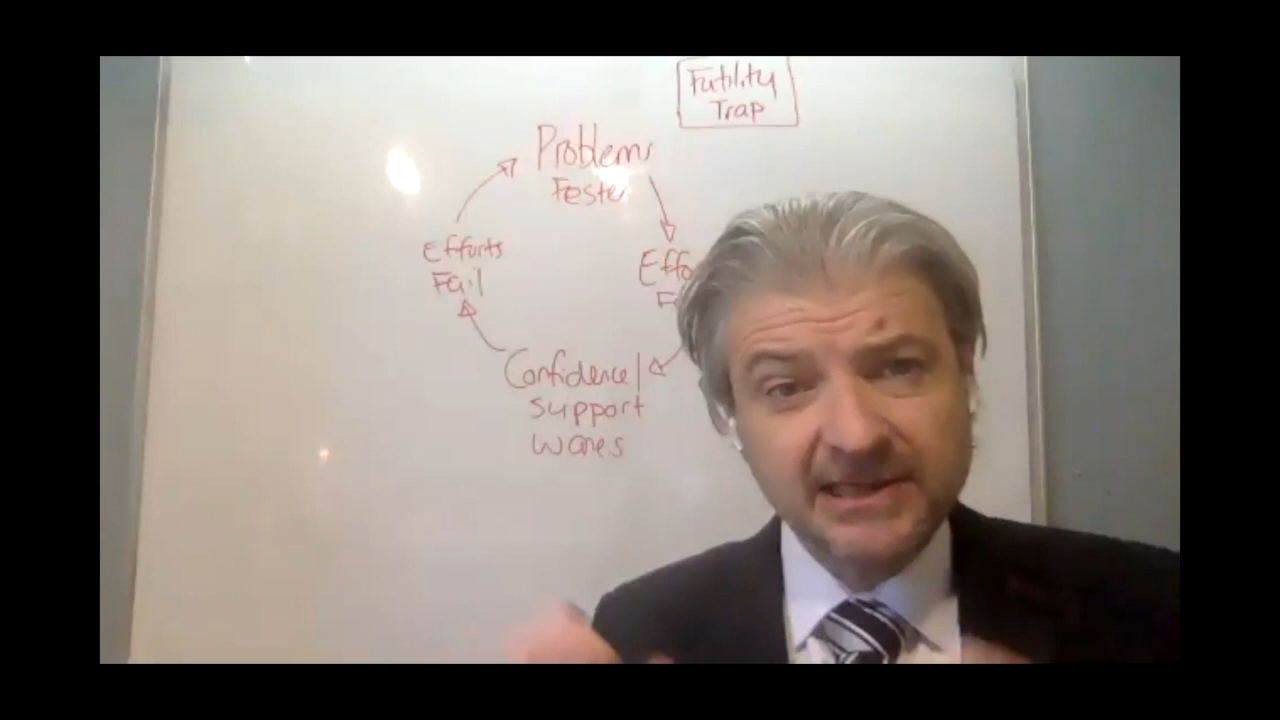 Futility
Trap
Problems
Fester
Efforts
Fail
Confidence/
support
wanes